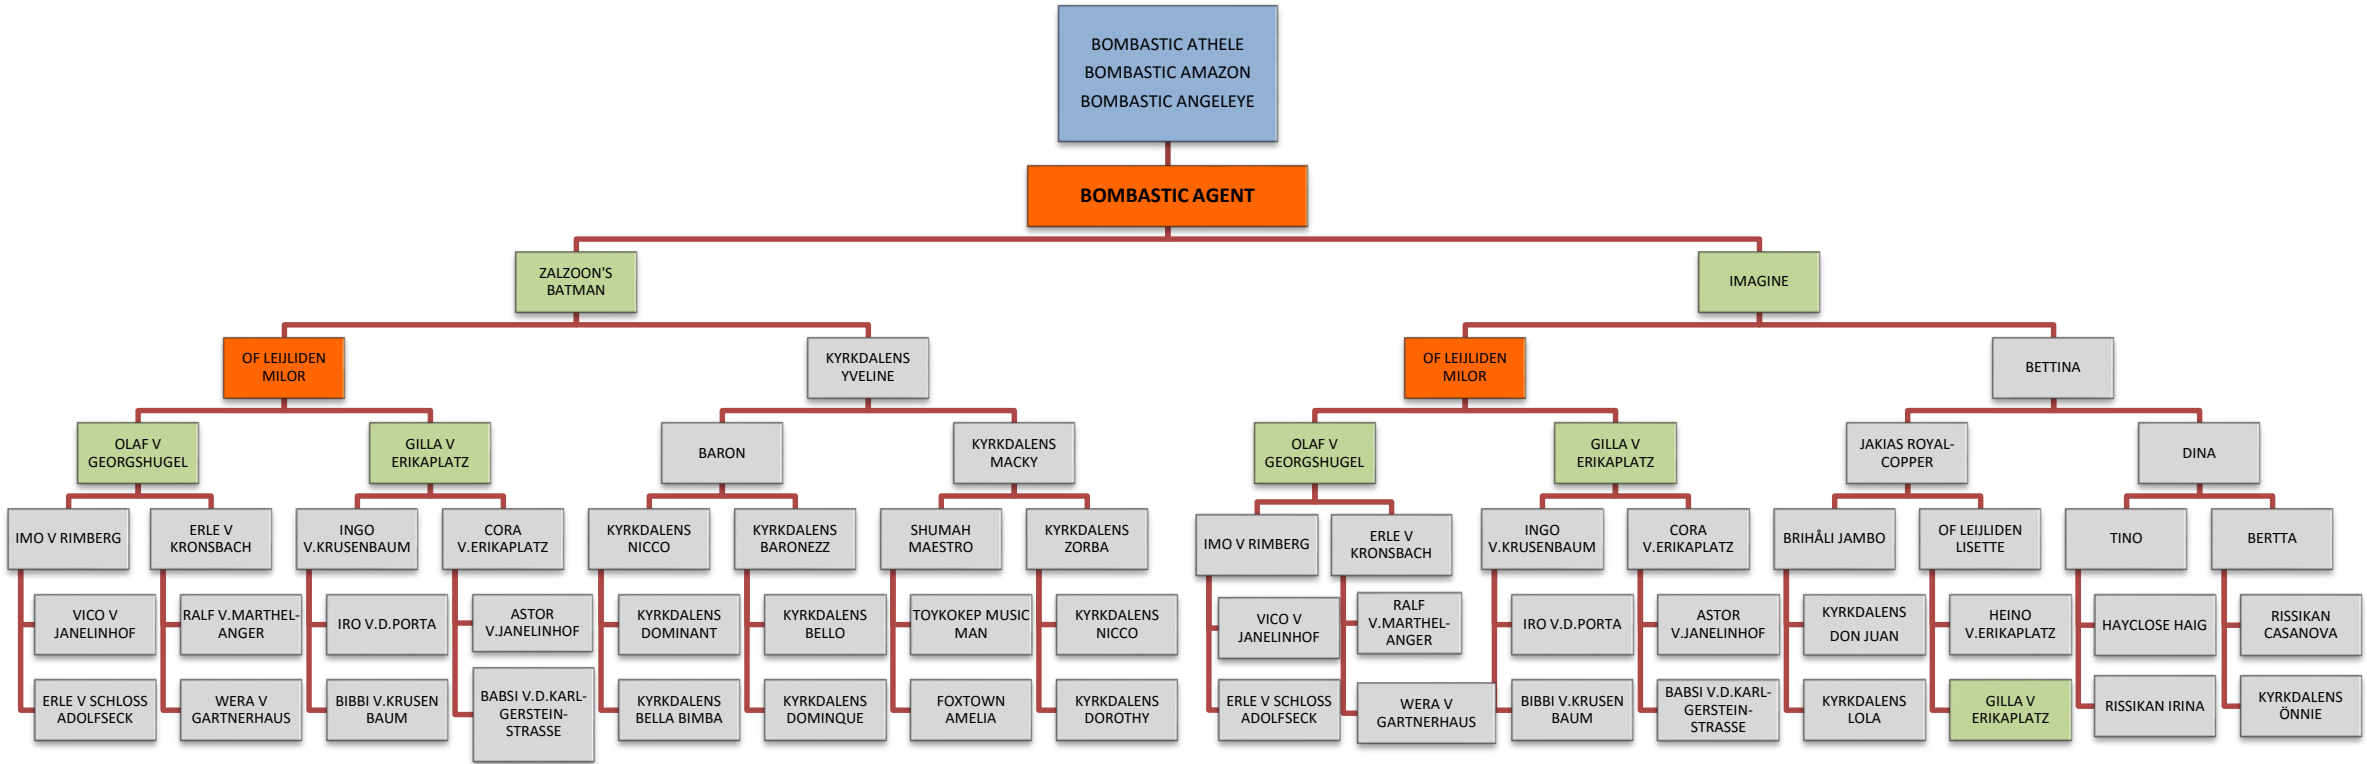 BOMBASTIC ATHELE
BOMBASTIC AMAZON
BOMBASTIC ANGELEYE
BOMBASTIC AGENT
ZALZOON'S
BATMAN
IMAGINE
OF LEIJLIDEN
MILOR
KYRKDALENS
YVELINE
OF LEIJLIDEN
MILOR
BETTINA
OLAF V
GEORGSHUGEL
GILLA V
ERIKAPLATZ
BARON
KYRKDALENS
MACKY
OLAF V
GEORGSHUGEL
GILLA V
ERIKAPLATZ
JAKIAS ROYAL-
COPPER
DINA
IMO V RIMBERG
ERLE V
KRONSBACH
INGO
V.KRUSENBAUM
CORA
V.ERIKAPLATZ
KYRKDALENS
NICCO
KYRKDALENS
BARONEZZ
SHUMAH
MAESTRO
KYRKDALENS
ZORBA
IMO V RIMBERG
ERLE V
KRONSBACH
INGO
V.KRUSENBAUM
CORA
V.ERIKAPLATZ
BRIHÅLI JAMBO
OF LEIJLIDEN
LISETTE
TINO
BERTTA
VICO V
JANELINHOF
RALF V.MARTHEL-
ANGER
IRO V.D.PORTA
ASTOR
V.JANELINHOF
KYRKDALENS
DOMINANT
KYRKDALENS
BELLO
TOYKOKEP MUSIC
MAN
KYRKDALENS
NICCO
VICO V
JANELINHOF
RALF
V.MARTHEL-
ANGER
IRO V.D.PORTA
ASTOR
V.JANELINHOF
KYRKDALENS
DON JUAN
HEINO
V.ERIKAPLATZ
HAYCLOSE HAIG
RISSIKAN
CASANOVA
ERLE V SCHLOSS
ADOLFSECK
WERA V
GARTNERHAUS
BIBBI V.KRUSEN
BAUM
BABSI V.D.KARL-
GERSTEIN-
STRASSE
KYRKDALENS
BELLA BIMBA
KYRKDALENS
DOMINQUE
FOXTOWN
AMELIA
KYRKDALENS
DOROTHY
ERLE V SCHLOSS
ADOLFSECK
WERA V
GARTNERHAUS
BIBBI V.KRUSEN
BAUM
BABSI V.D.KARL-
GERSTEIN-
STRASSE
KYRKDALENS
LOLA
GILLA V
ERIKAPLATZ
RISSIKAN IRINA
KYRKDALENS
ÖNNIE